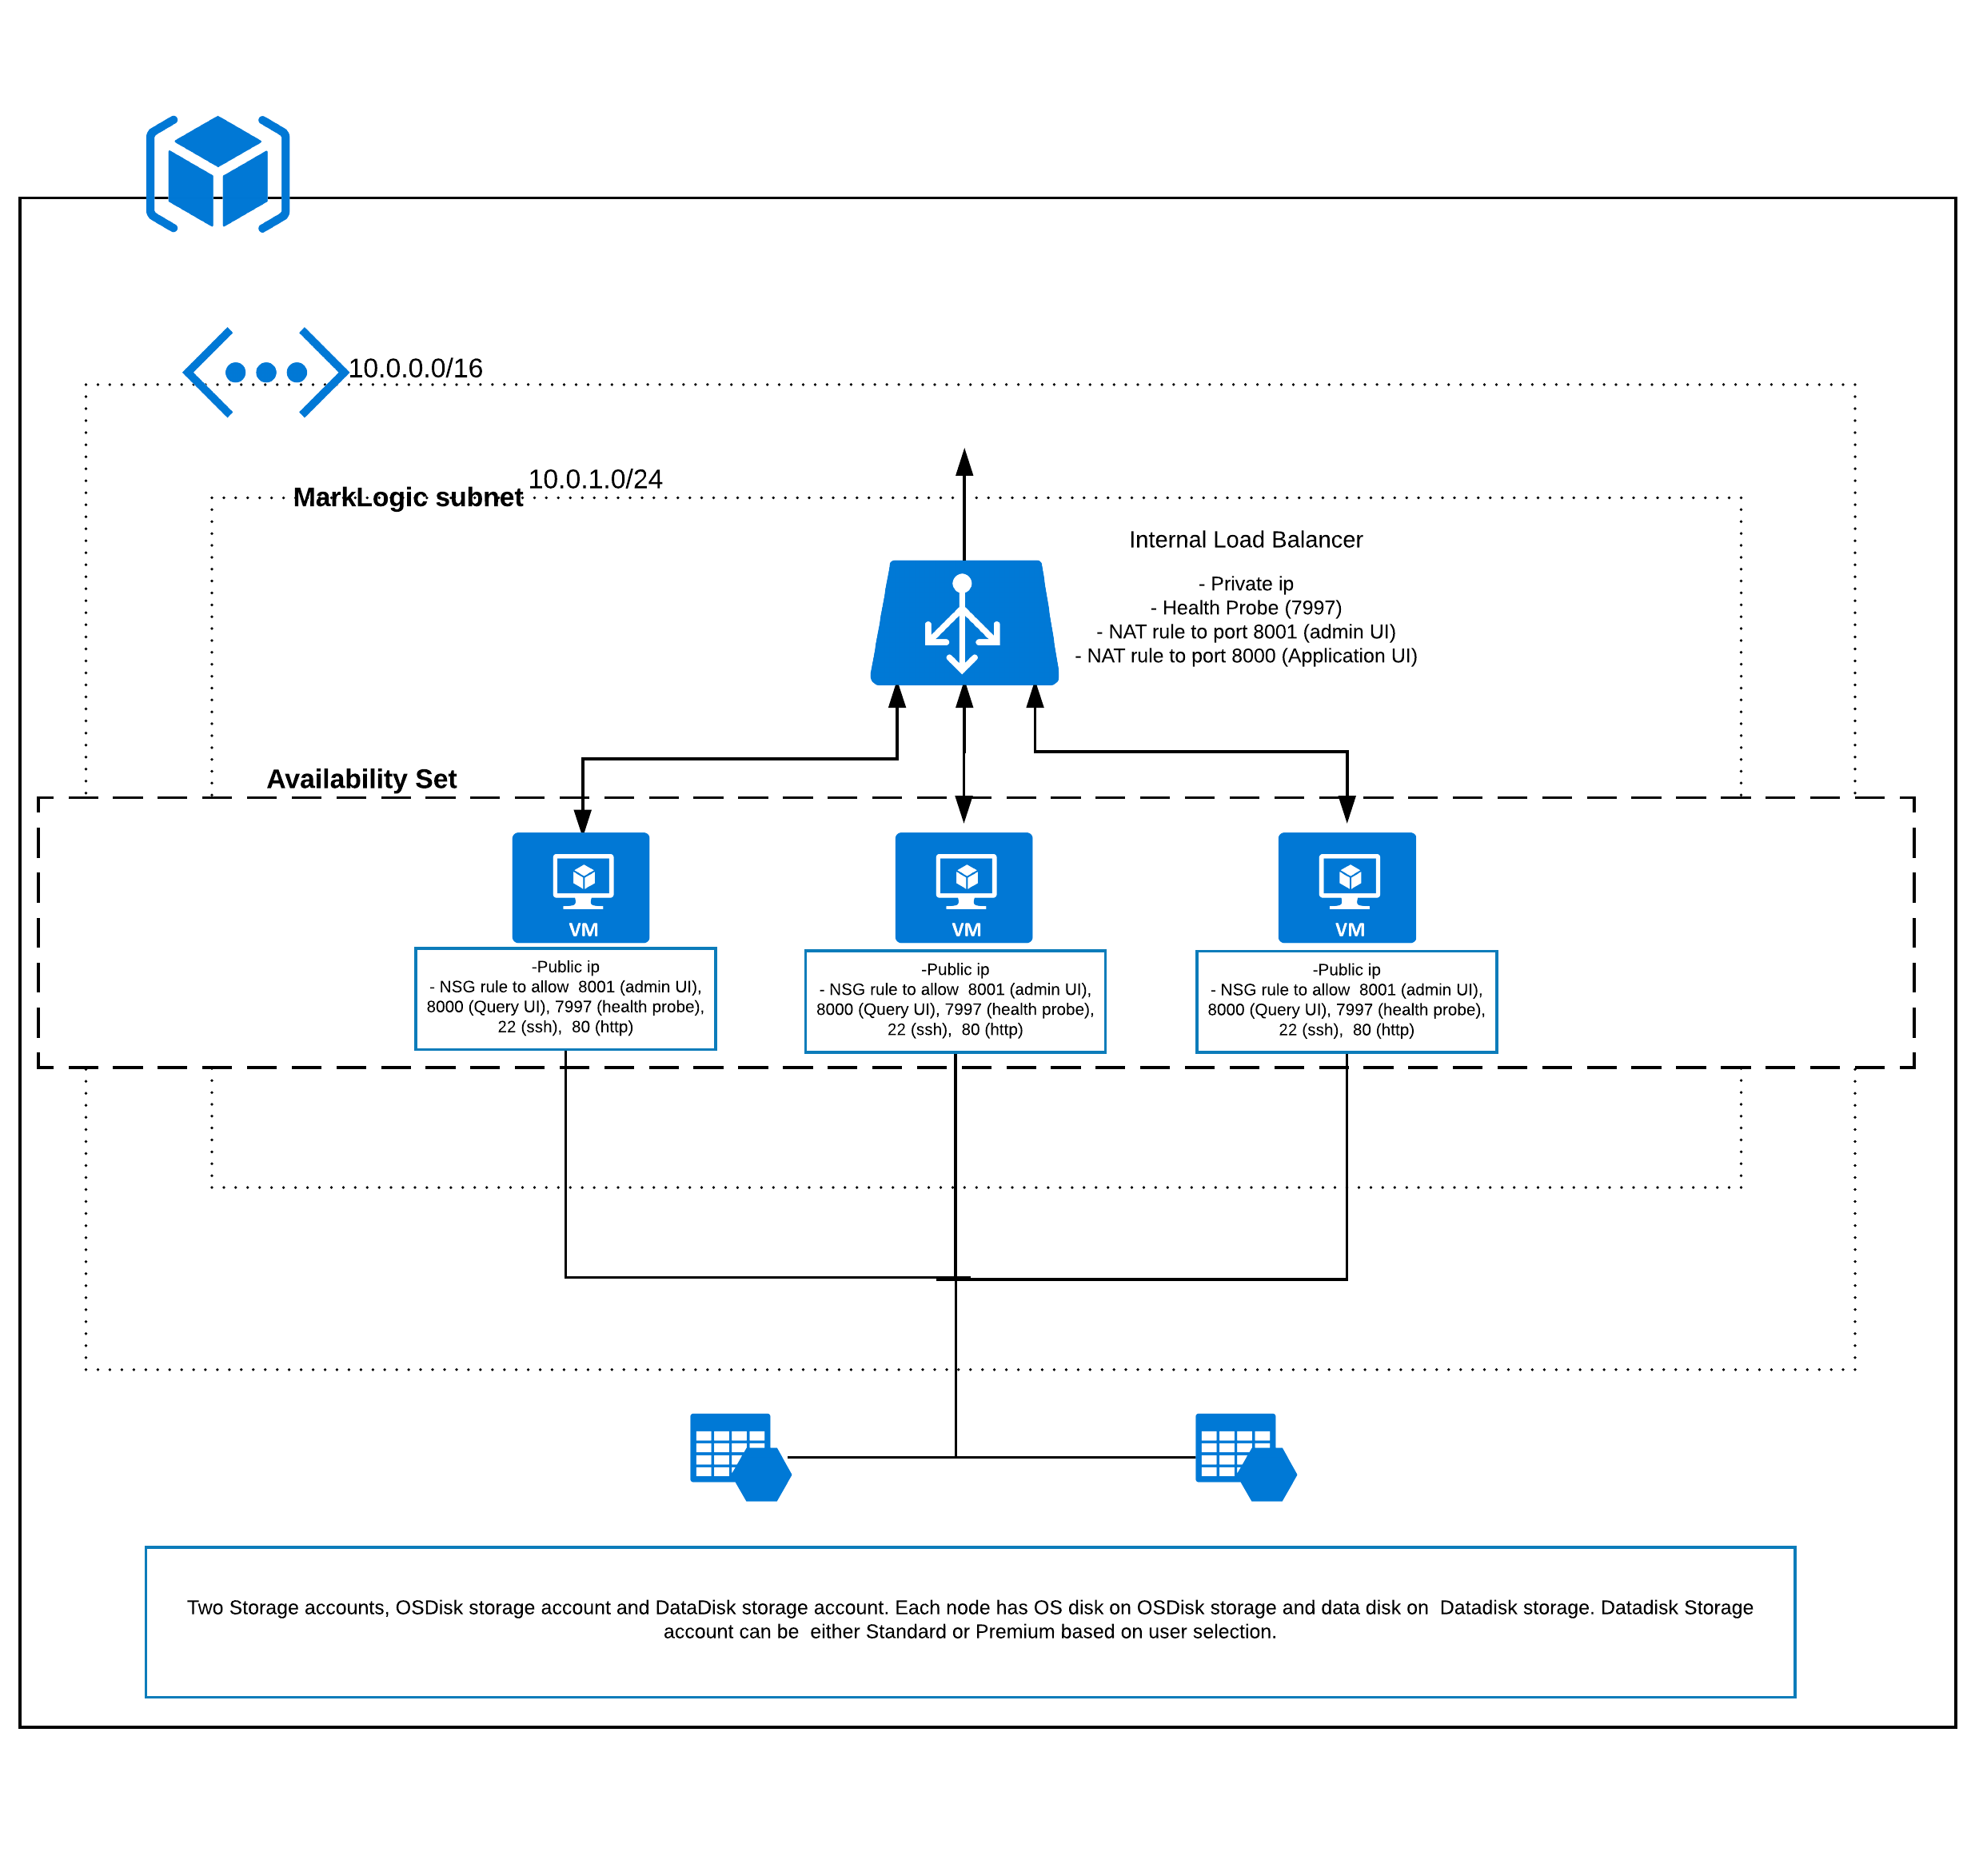 10.0.0.0/16
10.0.1.0/24
MarkLogic subnet
Internal Load Balancer
- Private ip
- Health Probe (7997)
- NAT rule to port 8001 (admin UI)
- NAT rule to port 8000 (Application UI)
Availability Set
VM
-Public ip
- NSG rule to allow  8001 (admin UI),
8000 (Query UI), 7997 (health probe),
22 (ssh),  80 (http)
VM
-Public ip
- NSG rule to allow  8001 (admin UI),
8000 (Query UI), 7997 (health probe),
22 (ssh),  80 (http)
VM
-Public ip
- NSG rule to allow  8001 (admin UI),
8000 (Query UI), 7997 (health probe),
22 (ssh),  80 (http)
Two Storage accounts, OSDisk storage account and DataDisk storage account. Each node has OS disk on OSDisk storage and data disk on  Datadisk storage. Datadisk Storage
account can be  either Standard or Premium based on user selection.